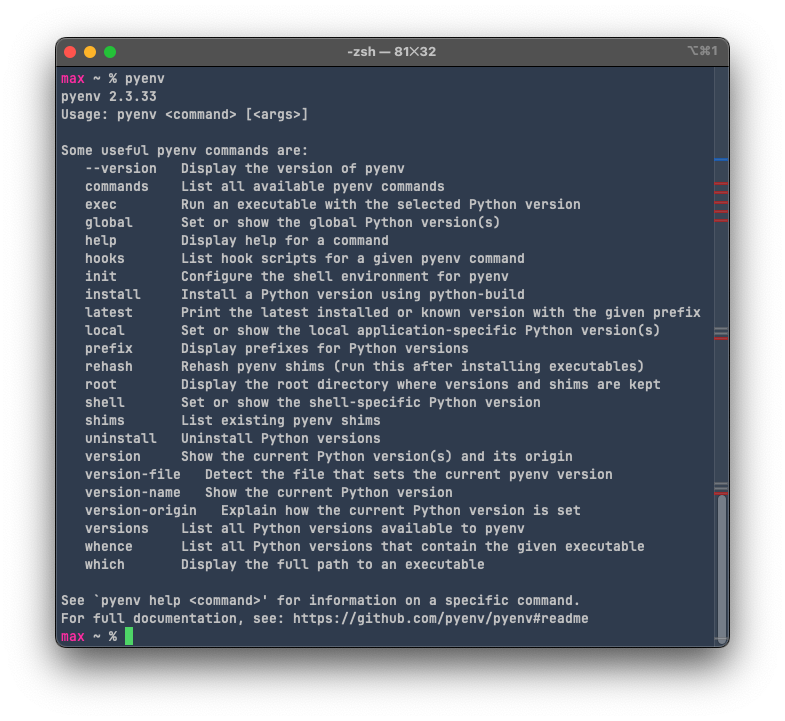 -zsh — 81×32
⌥⌘1
max ~ % pyenv
pyenv 2.3.33
Usage: pyenv <command> [<args>]

Some useful pyenv commands are:
   --version   Display the version of pyenv
   commands    List all available pyenv commands
   exec        Run an executable with the selected Python version
   global      Set or show the global Python version(s)
   help        Display help for a command
   hooks       List hook scripts for a given pyenv command
   init        Configure the shell environment for pyenv
   install     Install a Python version using python-build
   latest      Print the latest installed or known version with the given prefix
   local       Set or show the local application-specific Python version(s)
   prefix      Display prefixes for Python versions
   rehash      Rehash pyenv shims (run this after installing executables)
   root        Display the root directory where versions and shims are kept
   shell       Set or show the shell-specific Python version
   shims       List existing pyenv shims
   uninstall   Uninstall Python versions
   version     Show the current Python version(s) and its origin
   version-file   Detect the file that sets the current pyenv version
   version-name   Show the current Python version
   version-origin   Explain how the current Python version is set
   versions    List all Python versions available to pyenv
   whence      List all Python versions that contain the given executable
   which       Display the full path to an executable

See `pyenv help <command>' for information on a specific command.
For full documentation, see: https://github.com/pyenv/pyenv#readme
max ~ %